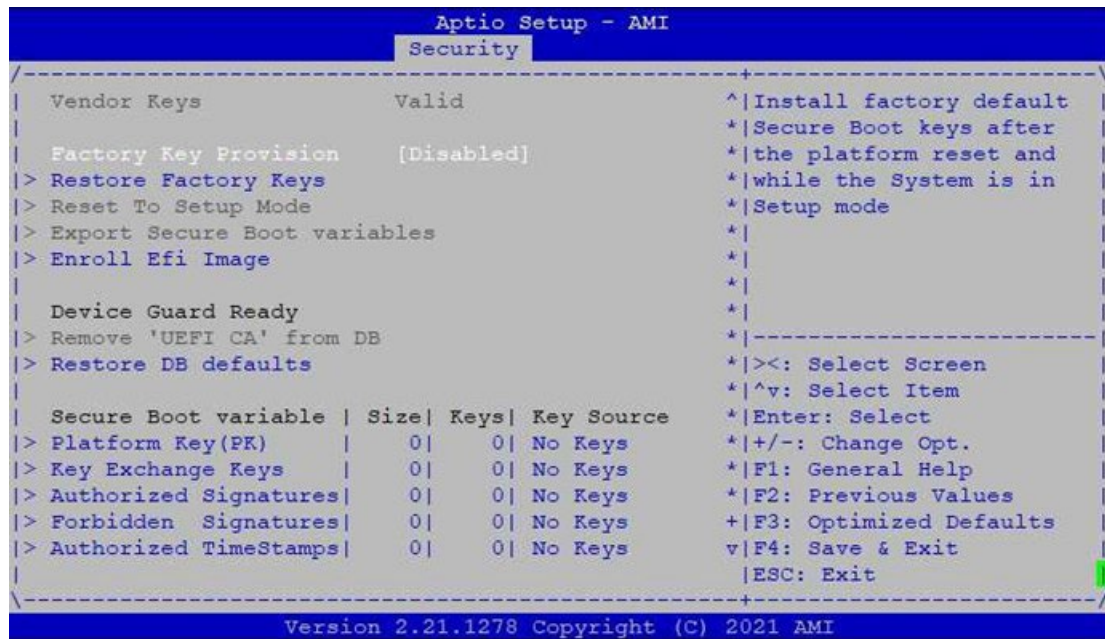 Aptio Setup - AMI
Security
Vendor Keys Valid
Factory Key Provision [Disabled]
> Restore Factory Keys
> Reset To Setup Mode
> Export Secure Boot variables
> Enroll Efi Image
Device Guard Ready
> Remove 'UEFI CA' from DB
> Restore DB defaults
Secure Boot variable | Size| Keys| Key Source
> Platform Key(PK) | 0| 0| No Keys
> Key Exchange Keys | 0| 0| No Keys
> Authorized Signatures| 0| 0| No Keys
> Forbidden Signatures| 0| 0| No Keys
> Authorized TimeStamps| 0| 0| No Keys
Install factory default
Secure Boot keys after
the platform reset and
while the System is in
Setup mode
><: Select Screen
^v: Select Item
Enter: Select
+/-: Change Opt.
F1: General Help
F2: Previous Values
F3: Optimized Defaults
F4: Save & Exit
ESC: Exit
Version 2.21.1278 Copyright (C) 2021 AMI